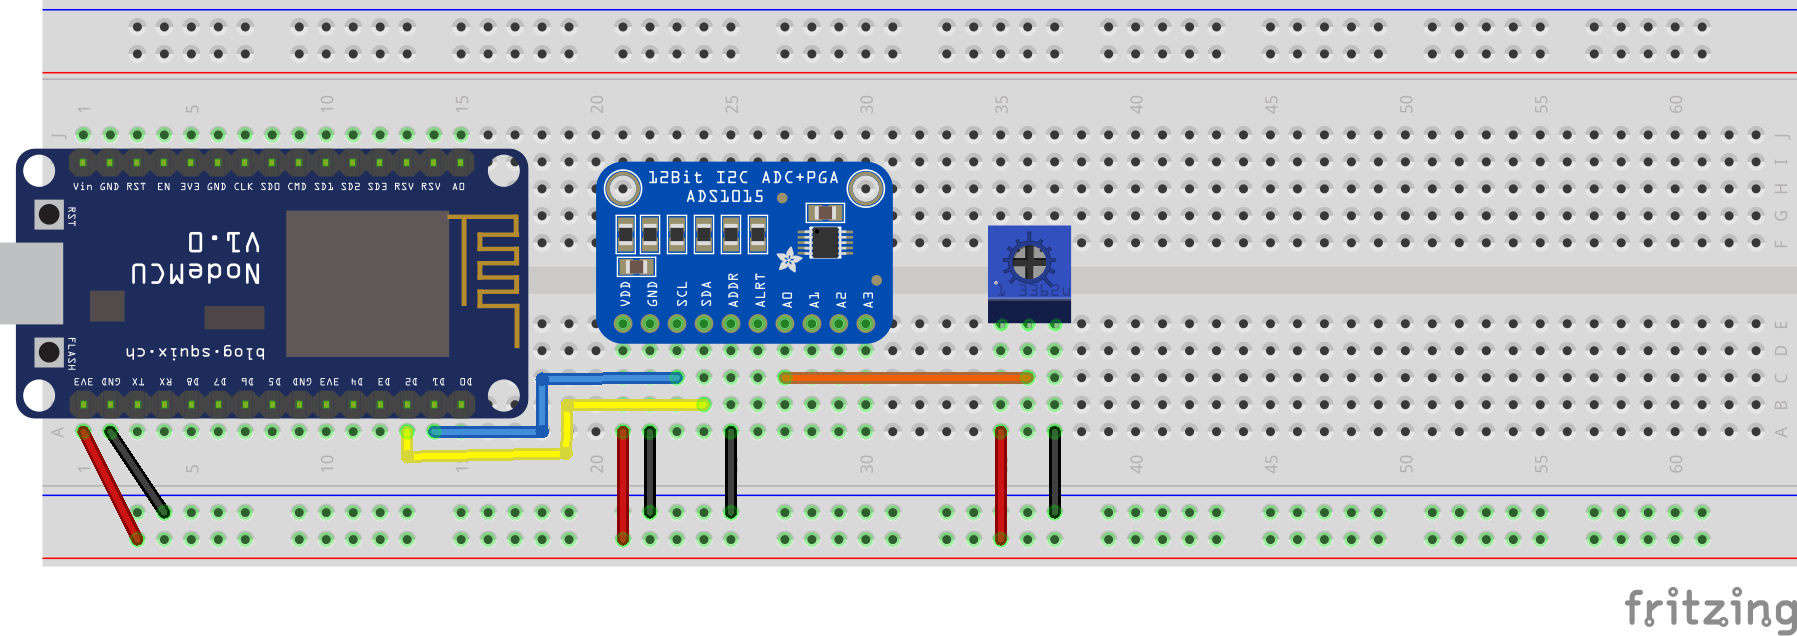 1 5 10 15 20 25 30 35 40 45 50 55 60
J J
I
H
G
F
Vin GND RST EN 3V3 GND CLK SD0 CMD SD1 SD2 SD3 RSV RSV A0
RST
V1.0
NodeMCU
blog.squix.ch
FLASH
3V3 GND TX RX D8 D7 D6 D5 GND 3V3 D4 D3 D2 D1 D0
12Bit I2C ADC+PGA
ADS1015
VDD GND SCL SDA ADDR ALRT A0 A1 A2 A3
1 3362u
E
D
C
B
A A
1 5 10 15 20 25 30 35 40 45 50 55 60
fritzing